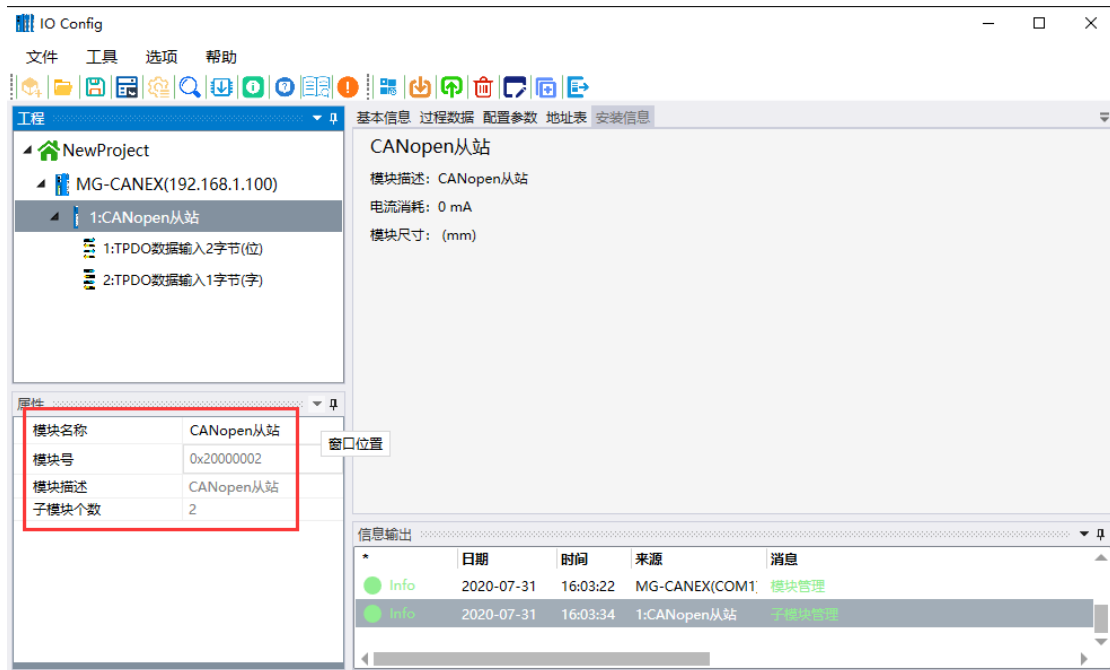 IO Config
文件 工具 选项 帮助
工程
NewProject
MG-CANEX(192.168.1.100)
1:CANopen从站
1:TPDO数据输入2字节(位)
2:TPDO数据输入1字节(字)
基本信息 过程数据 配置参数 地址表 安装信息
CANopen从站
模块描述：CANopen从站
电流消耗：0 mA
模块尺寸： (mm)
属性
模块名称 CANopen从站
模块号 0x20000002
模块描述 CANopen从站
子模块个数 2
窗口位置
信息输出
* 日期 时间 来源 消息
Info 2020-07-31 16:03:22 MG-CANEX(COM1) 模块管理
Info 2020-07-31 16:03:34 1:CANopen从站 子模块管理